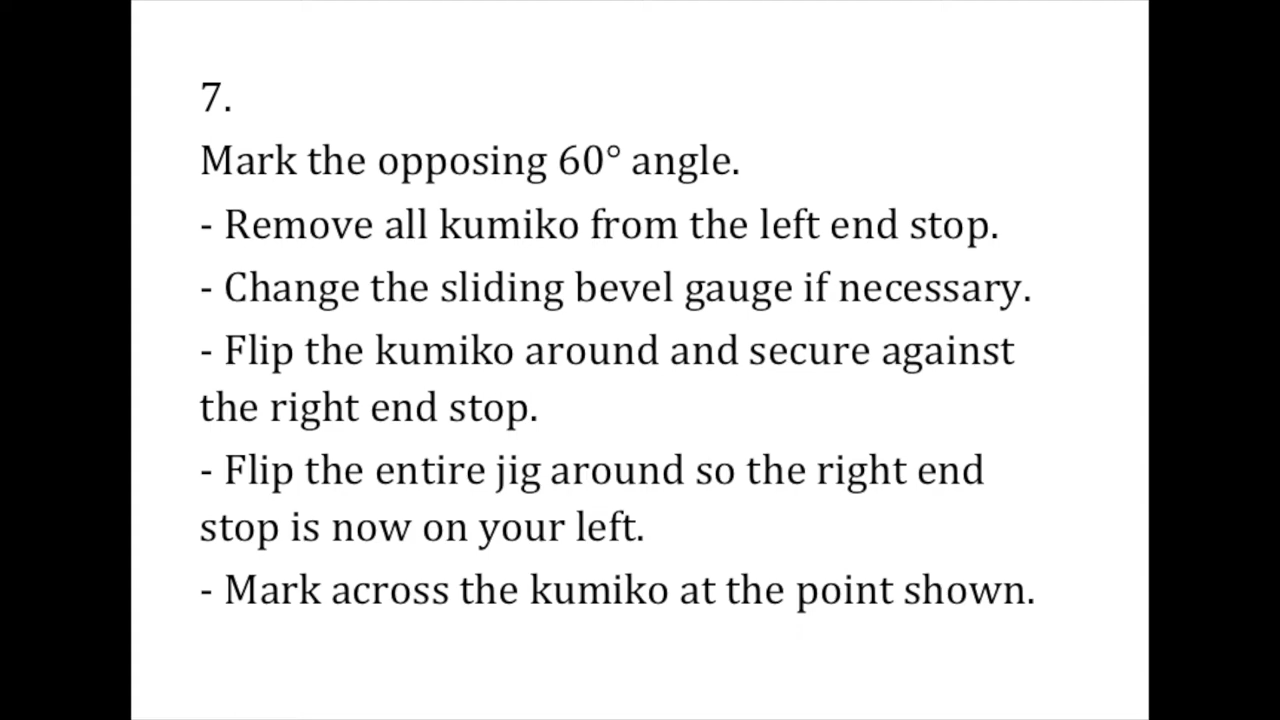 7.
Mark the opposing 60° angle.
- Remove all kumiko from the left end stop.
- Change the sliding bevel gauge if necessary.
- Flip the kumiko around and secure against
the right end stop.
- Flip the entire jig around so the right end
stop is now on your left.
- Mark across the kumiko at the point shown.